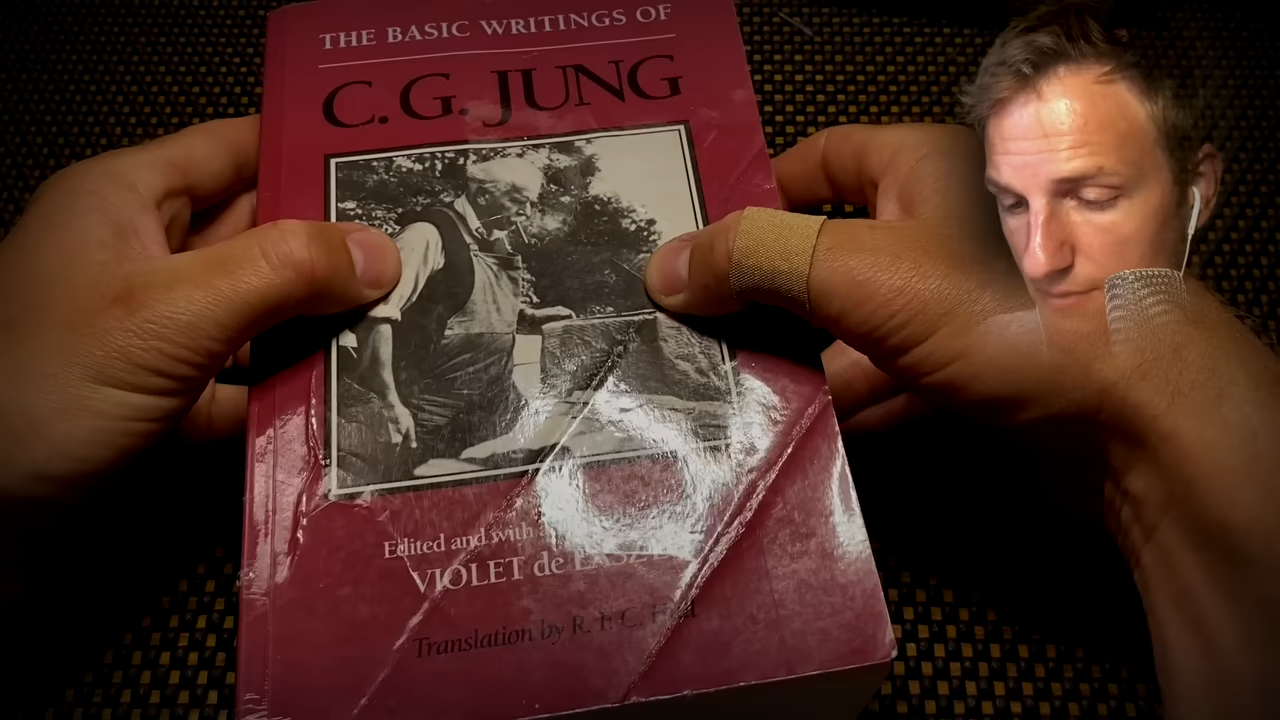 THE BASIC WRITINGS OF
C. G. JUNG
Edited and with
VIOLET de
Translation by R. F. C.